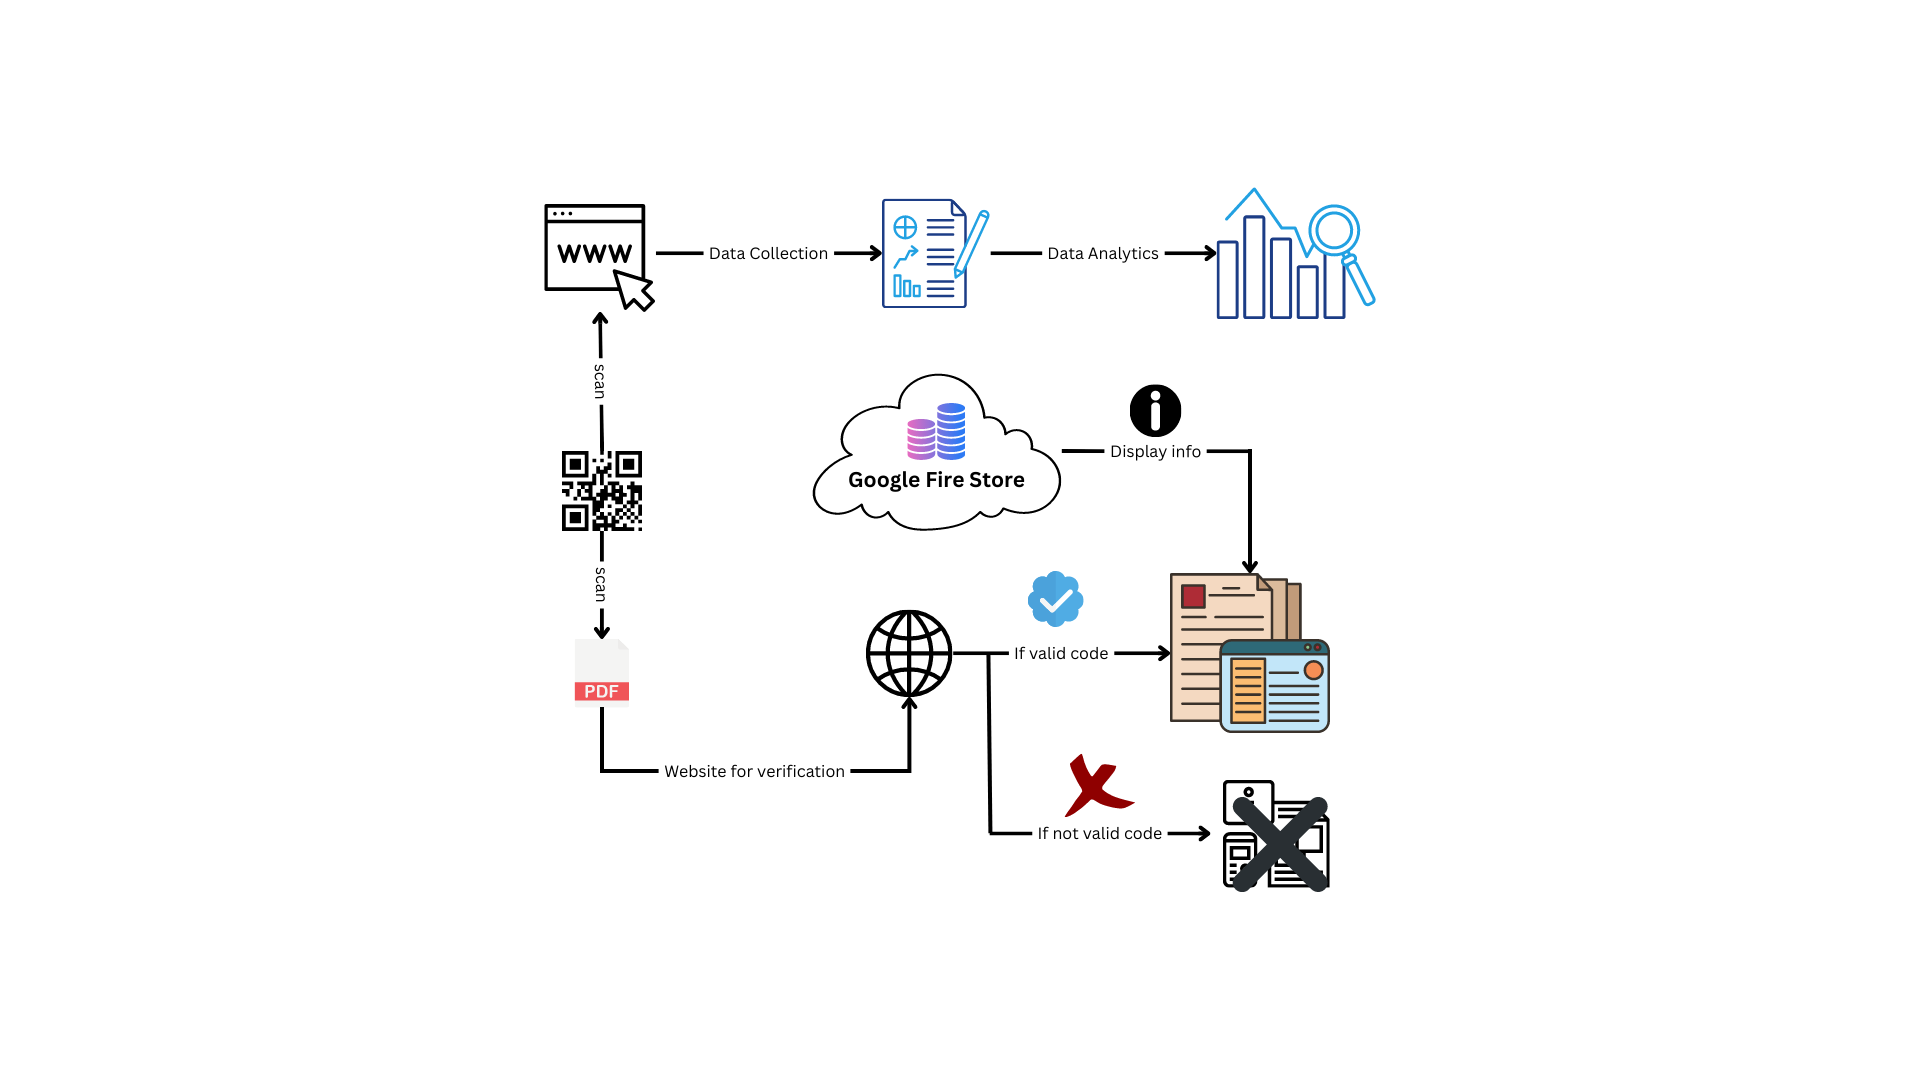 WWW
Data Collection
Data Analytics
scan
Display info
Google Fire Store
scan
If valid code
PDF
Website for verification
If not valid code